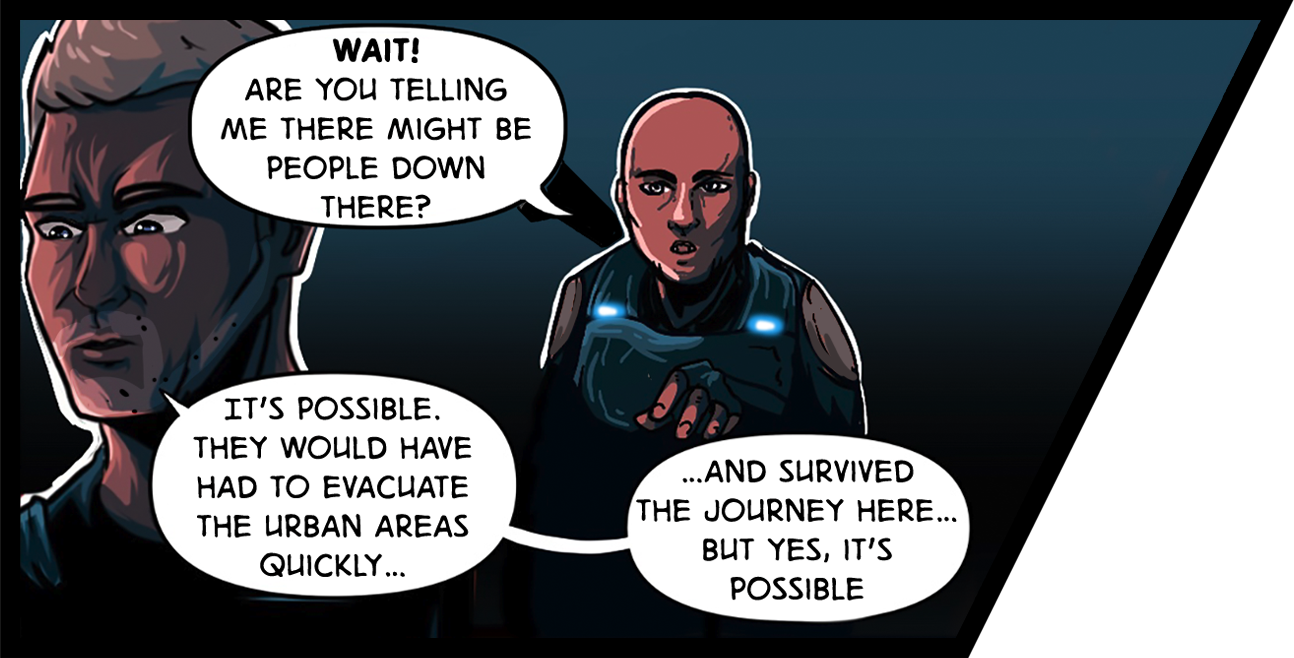 WAIT!
ARE YOU TELLING
ME THERE MIGHT BE
PEOPLE DOWN
THERE?
IT'S POSSIBLE.
THEY WOULD HAVE
HAD TO EVACUATE
THE URBAN AREAS
QUICKLY...
...AND SURVIVED
THE JOURNEY HERE...
BUT YES, IT'S
POSSIBLE